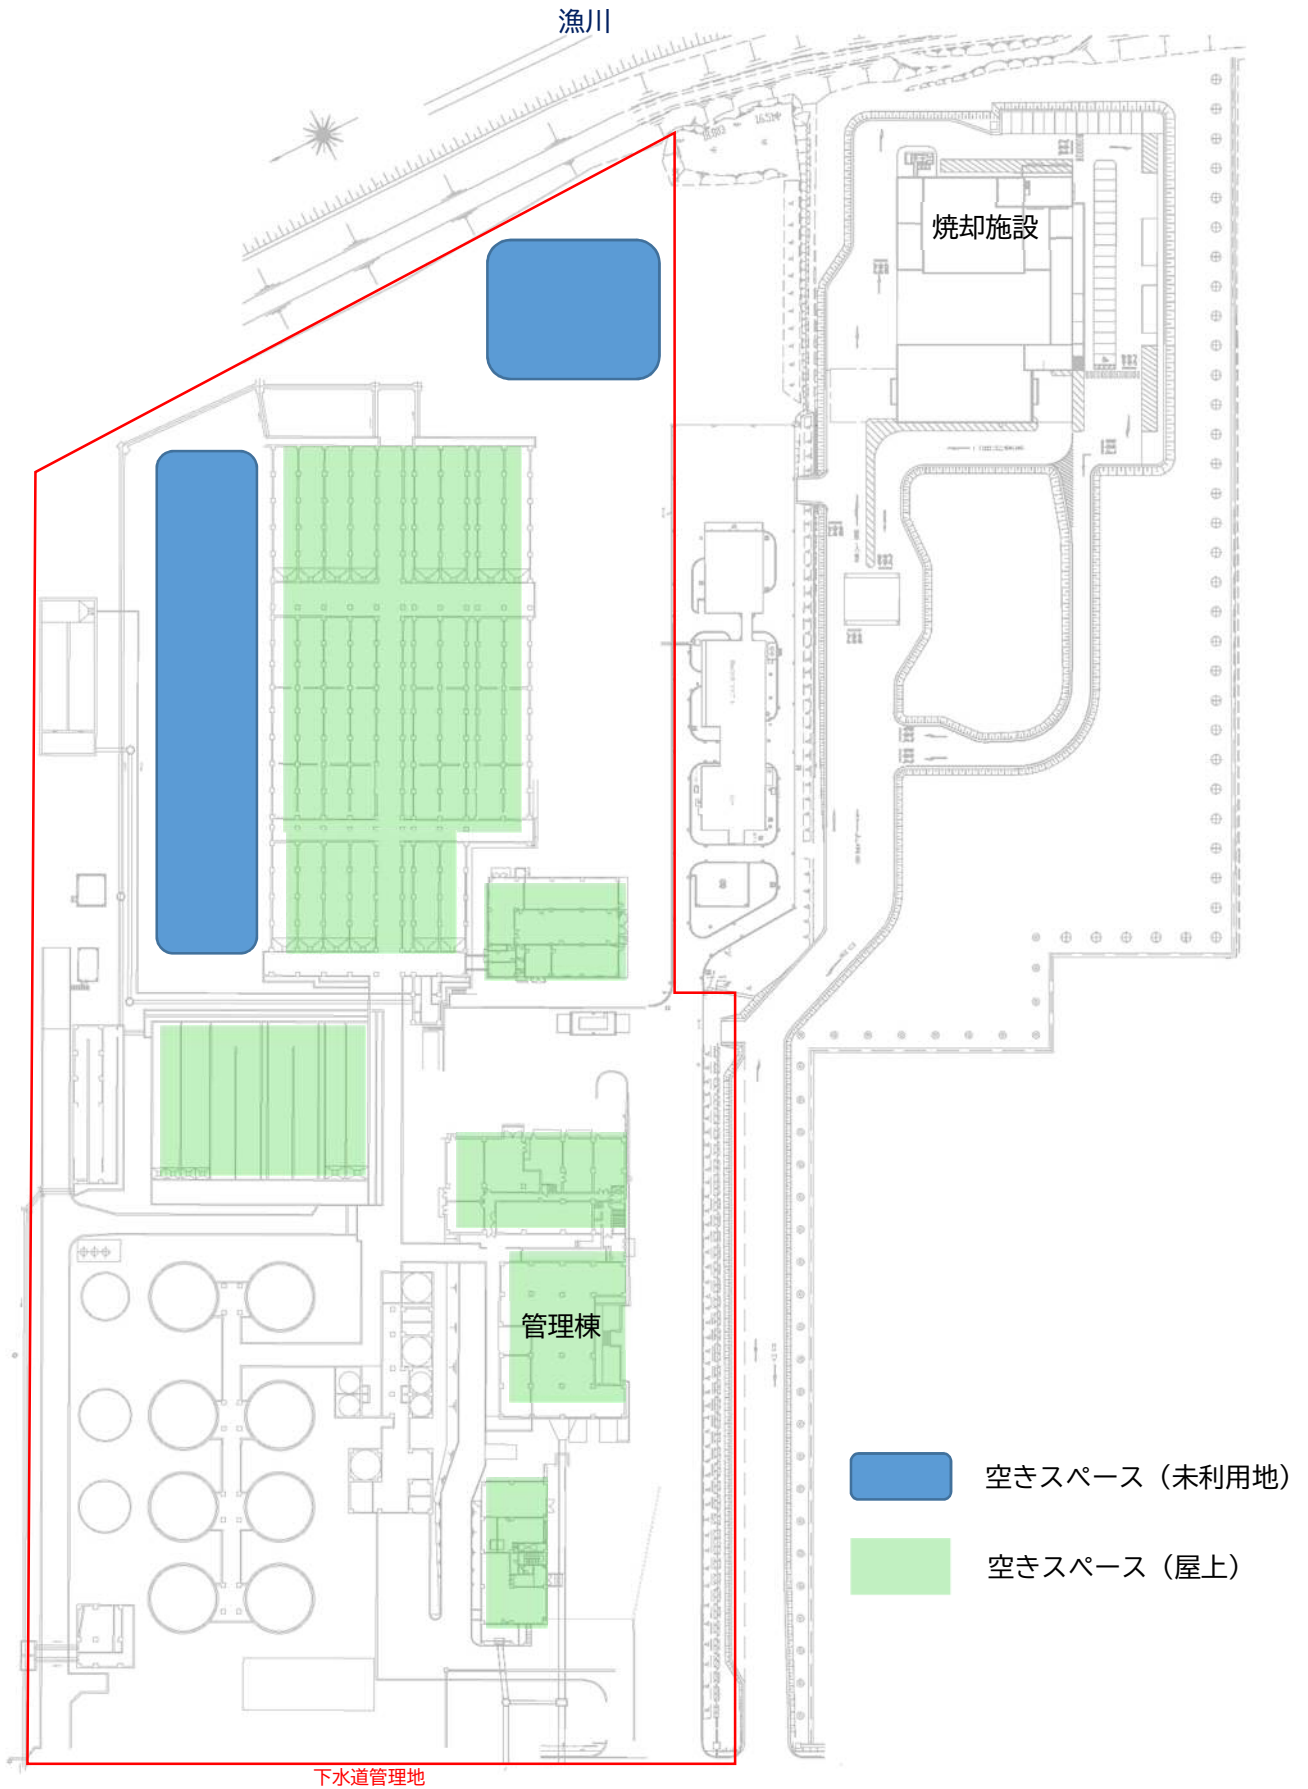 漁川
焼却施設
管理棟
空きスペース（未利用地）
空きスペース（屋上）
下水道管理地